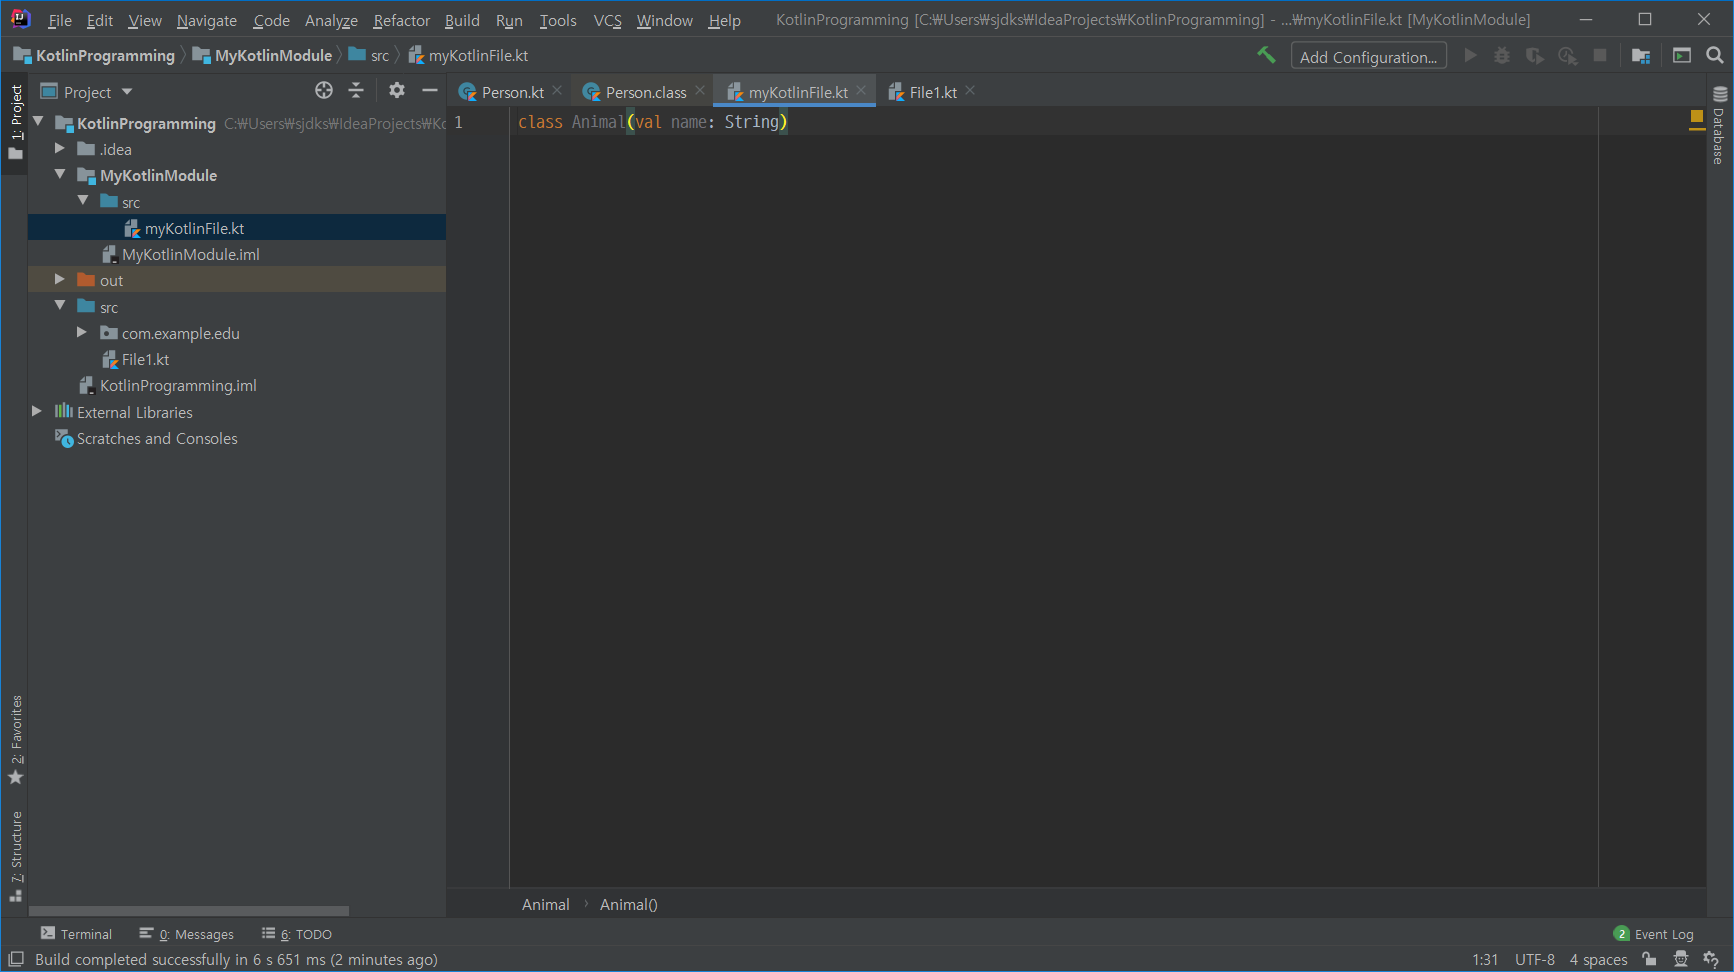 File Edit View Navigate Code Analyze Refactor Build Run Tools VCS Window Help KotlinProgramming [C:₩Users₩sjdks₩IdeaProjects₩KotlinProgramming] - ...₩myKotlinFile.kt [MyKotlinModule]
KotlinProgramming MyKotlinModule src myKotlinFile.kt Add Configuration...
Project Person.kt Person.class myKotlinFile.kt File1.kt
1: Project
KotlinProgramming C:₩Users₩sjdks₩IdeaProjects₩Ko
1 class Animal(val name: String)
.idea
MyKotlinModule
src
myKotlinFile.kt
MyKotlinModule.iml
out
src
com.example.edu
File1.kt
KotlinProgramming.iml
External Libraries
Scratches and Consoles
Database
2: Favorites
7: Structure
Animal Animal()
Terminal 0: Messages 6: TODO 2 Event Log
Build completed successfully in 6 s 651 ms (2 minutes ago) 1:31 UTF-8 4 spaces